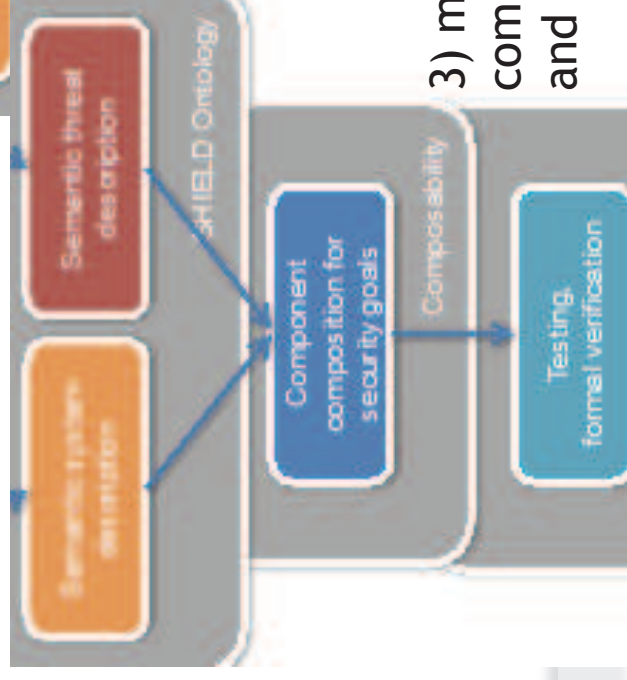 Semantic threat
description
Semantic system
description
SHIELD Ontology
Component
composition for
security goals
Composability
Testing,
formal verification
3) m
com
and